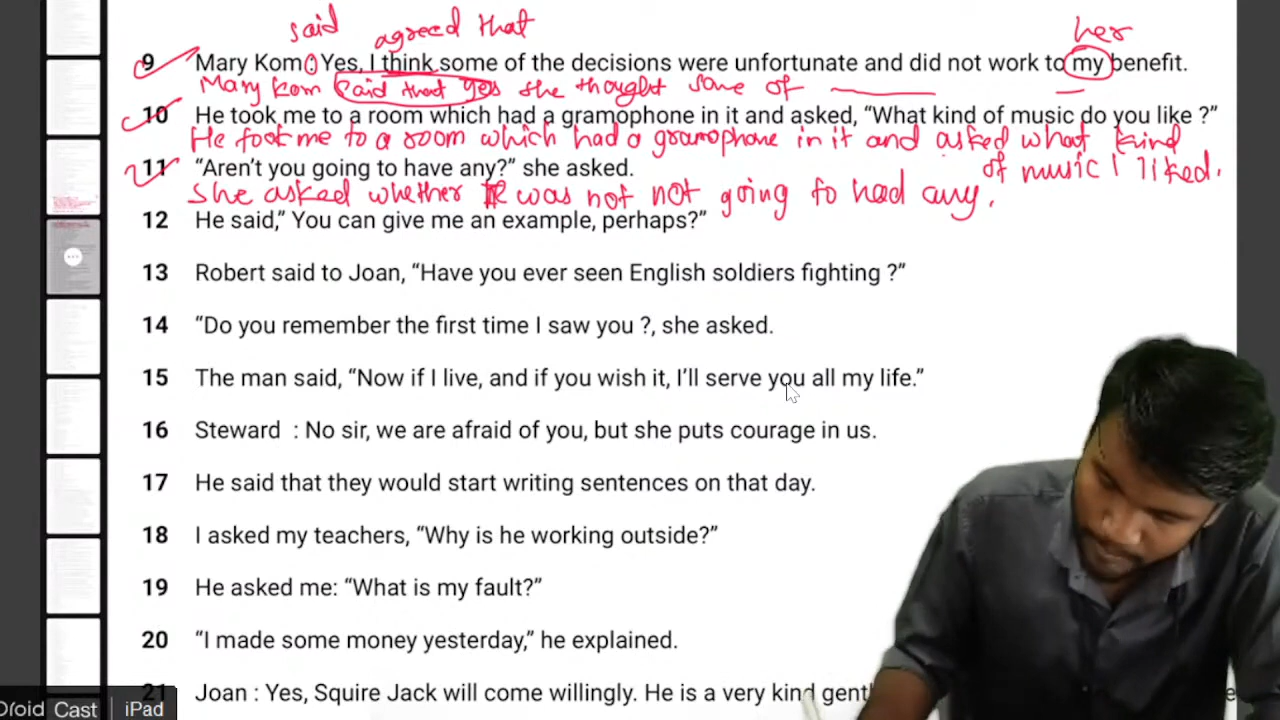 said agreed that her
9 Mary Kom : Yes, I think some of the decisions were unfortunate and did not work to my benefit.
Mary Kom said that yes she thought some of
10 He took me to a room which had a gramophone in it and asked, “What kind of music do you like ?”
He took me to a room which had a gramophone in it and asked what kind
of music I liked.
11 “Aren’t you going to have any?” she asked.
She asked whether was not not going to had any.
12 He said,” You can give me an example, perhaps?”
13 Robert said to Joan, “Have you ever seen English soldiers fighting ?”
14 “Do you remember the first time I saw you ?, she asked.
15 The man said, “Now if I live, and if you wish it, I’ll serve you all my life.”
16 Steward : No sir, we are afraid of you, but she puts courage in us.
17 He said that they would start writing sentences on that day.
18 I asked my teachers, “Why is he working outside?”
19 He asked me: “What is my fault?”
20 “I made some money yesterday,” he explained.
21 Joan : Yes, Squire Jack will come willingly. He is a very kind
Droid Cast iPad